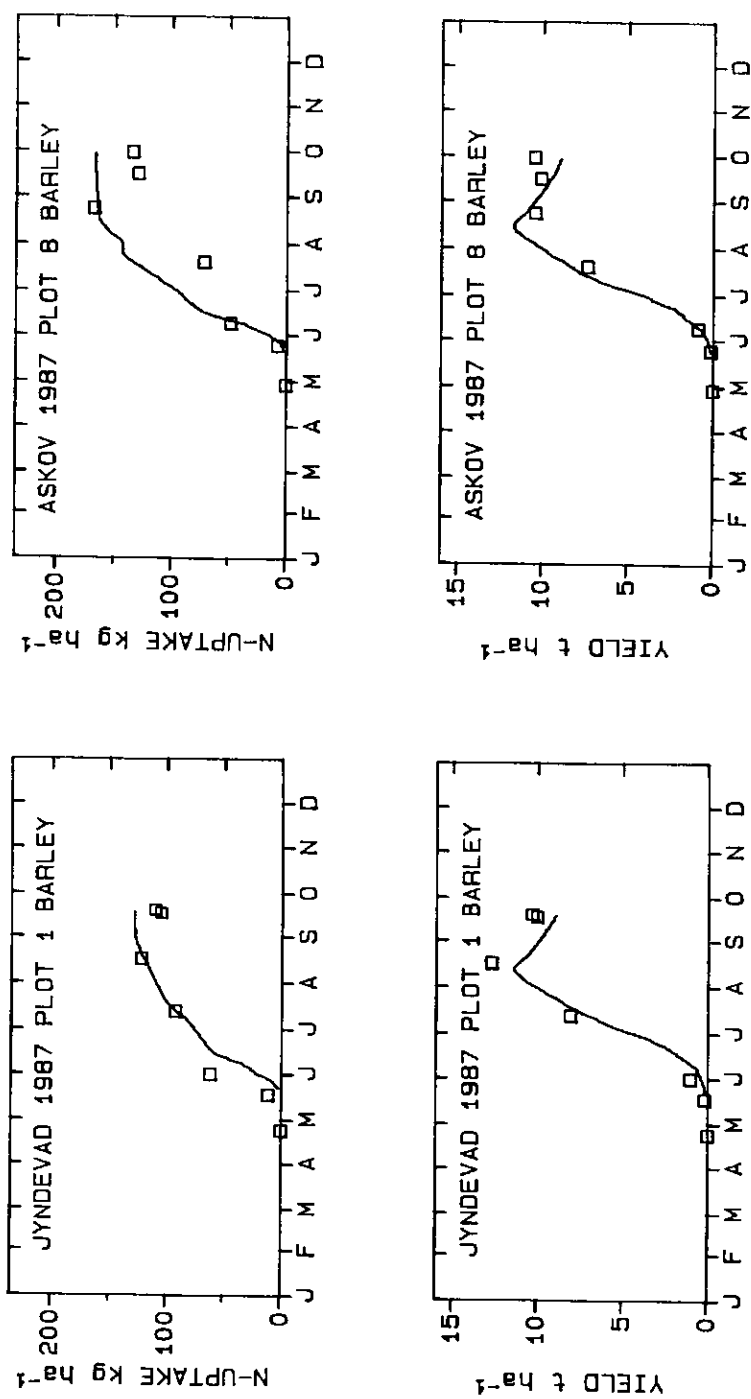 JYNDEVAD 1987 PLOT 1 BARLEY
N-UPTAKE kg ha⁻¹
200
100
0
J F M A M J J A S O N D
ASKOV 1987 PLOT 8 BARLEY
N-UPTAKE kg ha⁻¹
200
100
0
J F M A M J J A S O N D
JYNDEVAD 1987 PLOT 1 BARLEY
YIELD t ha⁻¹
15
10
5
0
J F M A M J J A S O N D
ASKOV 1987 PLOT 8 BARLEY
YIELD t ha⁻¹
15
10
5
0
J F M A M J J A S O N D